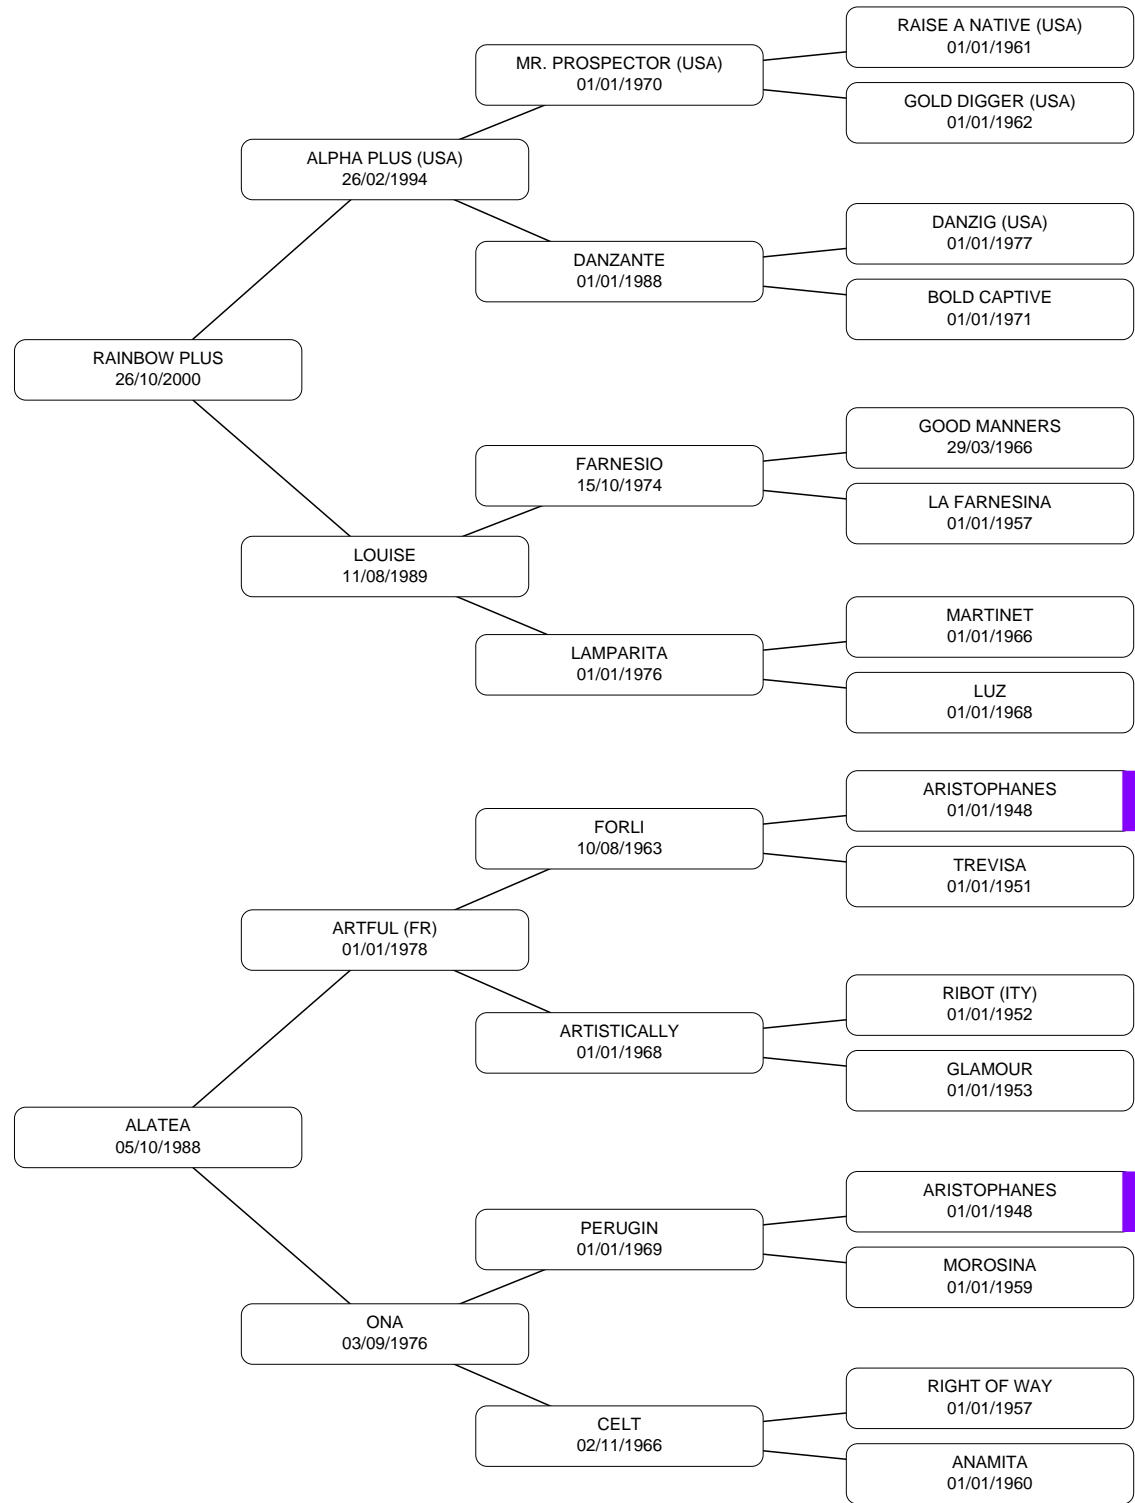 RAISE A NATIVE (USA)
01/01/1961
MR. PROSPECTOR (USA)
01/01/1970
GOLD DIGGER (USA)
01/01/1962
ALPHA PLUS (USA)
26/02/1994
DANZIG (USA)
01/01/1977
DANZANTE
01/01/1988
BOLD CAPTIVE
01/01/1971
RAINBOW PLUS
26/10/2000
GOOD MANNERS
29/03/1966
FARNESIO
15/10/1974
LA FARNESINA
01/01/1957
LOUISE
11/08/1989
MARTINET
01/01/1966
LAMPARITA
01/01/1976
LUZ
01/01/1968
ARISTOPHANES
01/01/1948
FORLI
10/08/1963
TREVISA
01/01/1951
ARTFUL (FR)
01/01/1978
RIBOT (ITY)
01/01/1952
ARTISTICALLY
01/01/1968
GLAMOUR
01/01/1953
ALATEA
05/10/1988
ARISTOPHANES
01/01/1948
PERUGIN
01/01/1969
MOROSINA
01/01/1959
ONA
03/09/1976
RIGHT OF WAY
01/01/1957
CELT
02/11/1966
ANAMITA
01/01/1960